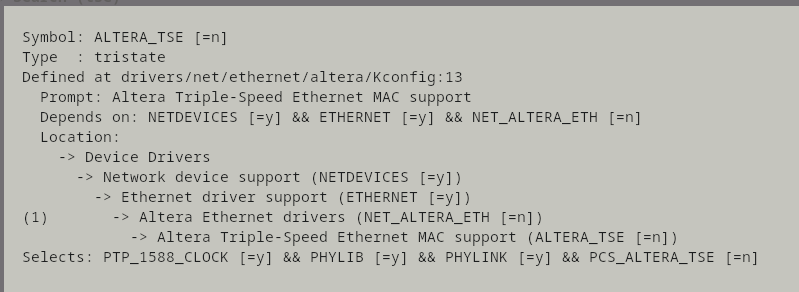 Symbol: ALTERA_TSE [=n]
Type  : tristate
Defined at drivers/net/ethernet/altera/Kconfig:13
  Prompt: Altera Triple-Speed Ethernet MAC support
  Depends on: NETDEVICES [=y] && ETHERNET [=y] && NET_ALTERA_ETH [=n]
  Location:
    -> Device Drivers
      -> Network device support (NETDEVICES [=y])
        -> Ethernet driver support (ETHERNET [=y])
(1)       -> Altera Ethernet drivers (NET_ALTERA_ETH [=n])
            -> Altera Triple-Speed Ethernet MAC support (ALTERA_TSE [=n])
Selects: PTP_1588_CLOCK [=y] && PHYLIB [=y] && PHYLINK [=y] && PCS_ALTERA_TSE [=n]